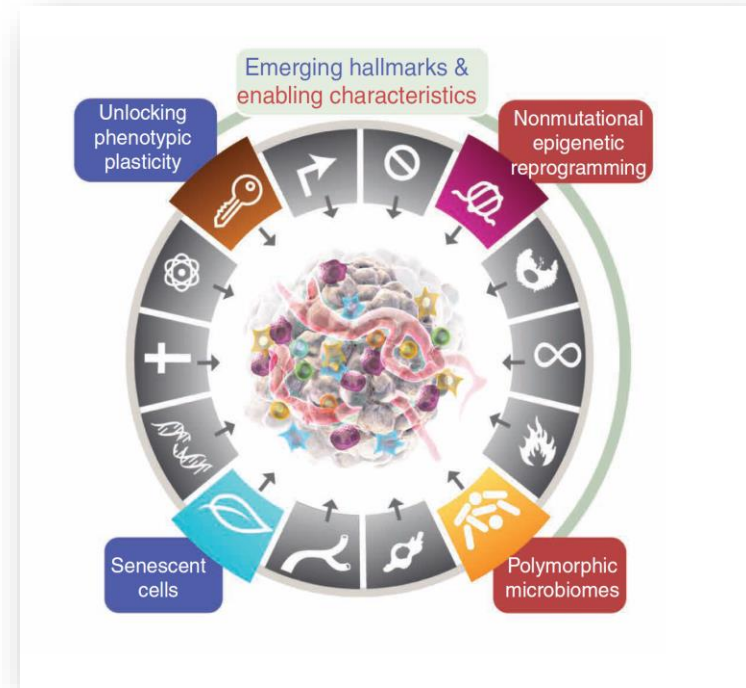 Emerging hallmarks &
enabling characteristics
Unlocking
phenotypic
plasticity
Nonmutational
epigenetic
reprogramming
Senescent
cells
Polymorphic
microbiomes